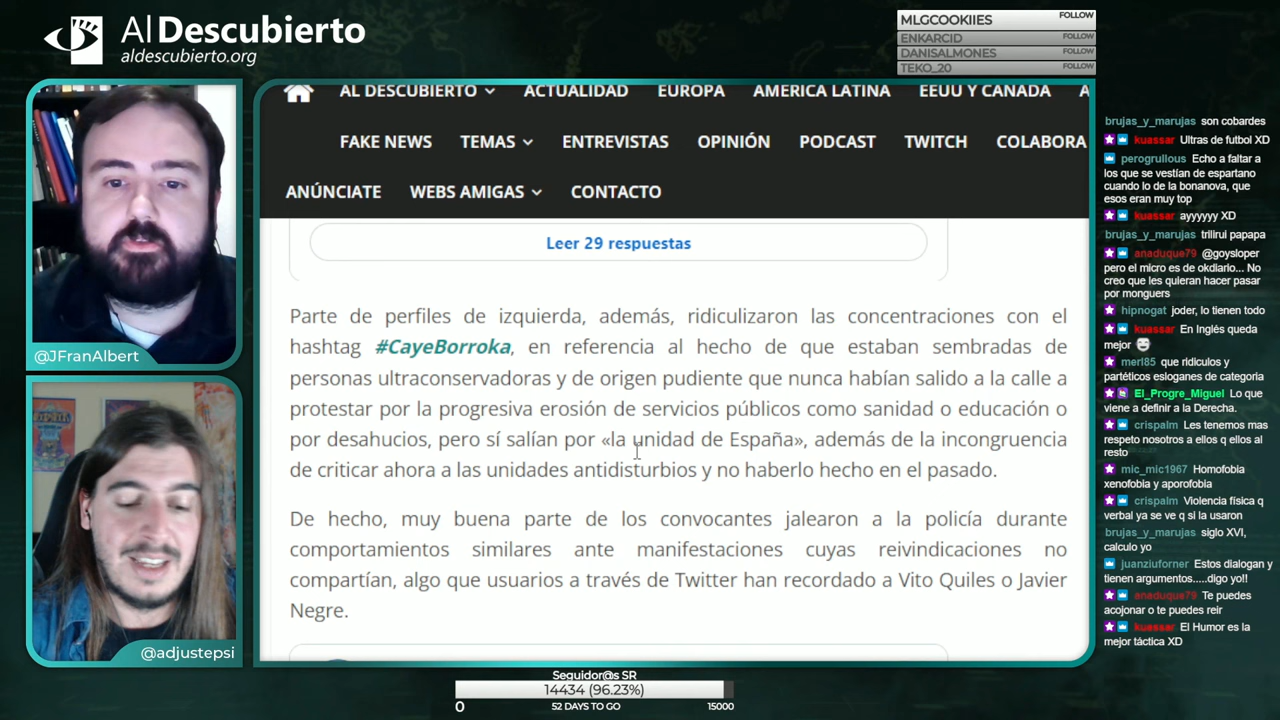 Al Descubierto
aldescubierto.org
MLGCOOKIIES FOLLOW
ENKARCID FOLLOW
DANISALMONES FOLLOW
TEKO_20 FOLLOW
@JFranAlbert
@adjustepsi
AL DESCUBIERTO ACTUALIDAD EUROPA AMÉRICA LATINA EEUU Y CANADÁ A
FAKE NEWS TEMAS ENTREVISTAS OPINIÓN PODCAST TWITCH COLABORA
ANÚNCIATE WEBS AMIGAS CONTACTO
Leer 29 respuestas
Parte de perfiles de izquierda, además, ridiculizaron las concentraciones con el
hashtag #CayeBorroka, en referencia al hecho de que estaban sembradas de
personas ultraconservadoras y de origen pudiente que nunca habían salido a la calle a
protestar por la progresiva erosión de servicios públicos como sanidad o educación o
por desahucios, pero sí salían por «la unidad de España», además de la incongruencia
de criticar ahora a las unidades antidisturbios y no haberlo hecho en el pasado.
De hecho, muy buena parte de los convocantes jalearon a la policía durante
comportamientos similares ante manifestaciones cuyas reivindicaciones no
compartían, algo que usuarios a través de Twitter han recordado a Vito Quiles o Javier
Negre.
brujas_y_marujas son cobardes
kuassar Ultras de futbol XD
perogrullous Echo a faltar a
los que se vestían de espartano
cuando lo de la bonanova, que
esos eran muy top
kuassar ayyyyyy XD
brujas_y_marujas trilirui papapa
anaduque79 @goysloper
pero el micro es de okdiario... No
creo que les quieran hacer pasar
por monguers
hipnogat joder, lo tienen todo
kuassar En Inglés queda
mejor
merl85 que ridiculos y
partéticos esloganes de categoria
El_Progre_Miguel Lo que
viene a definir a la Derecha.
crispalm Les tenemos mas
respeto nosotros a ellos q ellos al
resto
mic_mic1967 Homofobia
xenofobia y aporofobia
crispalm Violencia física q
verbal ya se ve q si la usaron
brujas_y_marujas siglo XVI,
calculo yo
juanziuforner Estos dialogan y
tienen argumentos.....digo yo!!
anaduque79 Te puedes
acojonar o te puedes reir
kuassar El Humor es la
mejor táctica XD
Seguidor@s SR
14434 (96.23%)
0 52 DAYS TO GO 15000